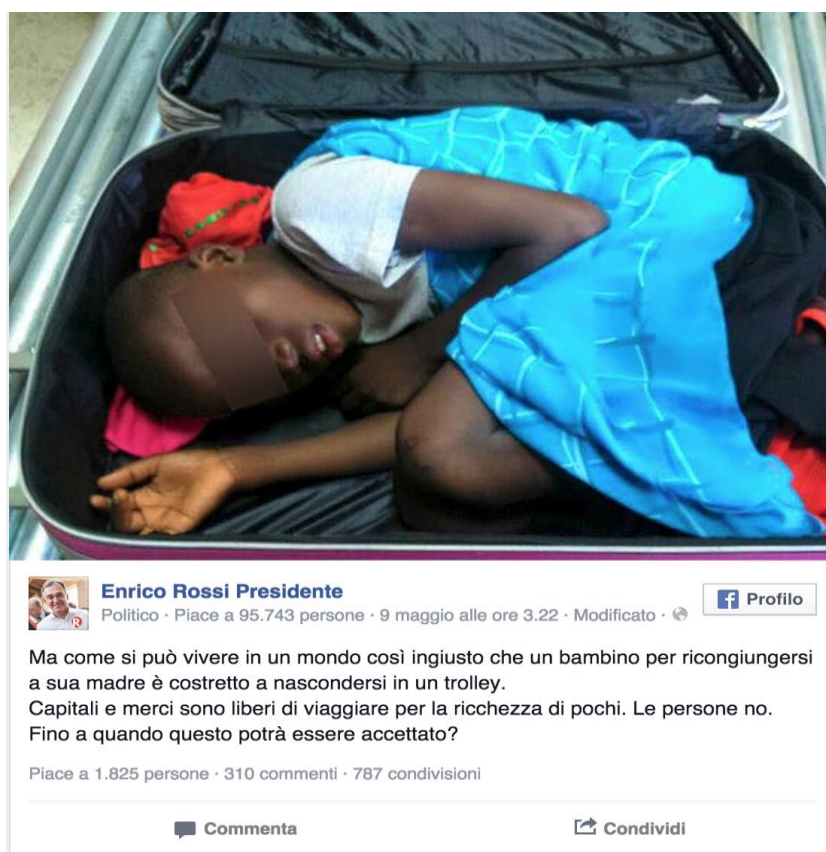 Enrico Rossi Presidente
Politico · Piace a 95.743 persone · 9 maggio alle ore 3.22 · Modificato ·
Profilo
Ma come si può vivere in un mondo così ingiusto che un bambino per ricongiungersi
a sua madre è costretto a nascondersi in un trolley.
Capitali e merci sono liberi di viaggiare per la ricchezza di pochi. Le persone no.
Fino a quando questo potrà essere accettato?
Piace a 1.825 persone · 310 commenti · 787 condivisioni
Commenta
Condividi